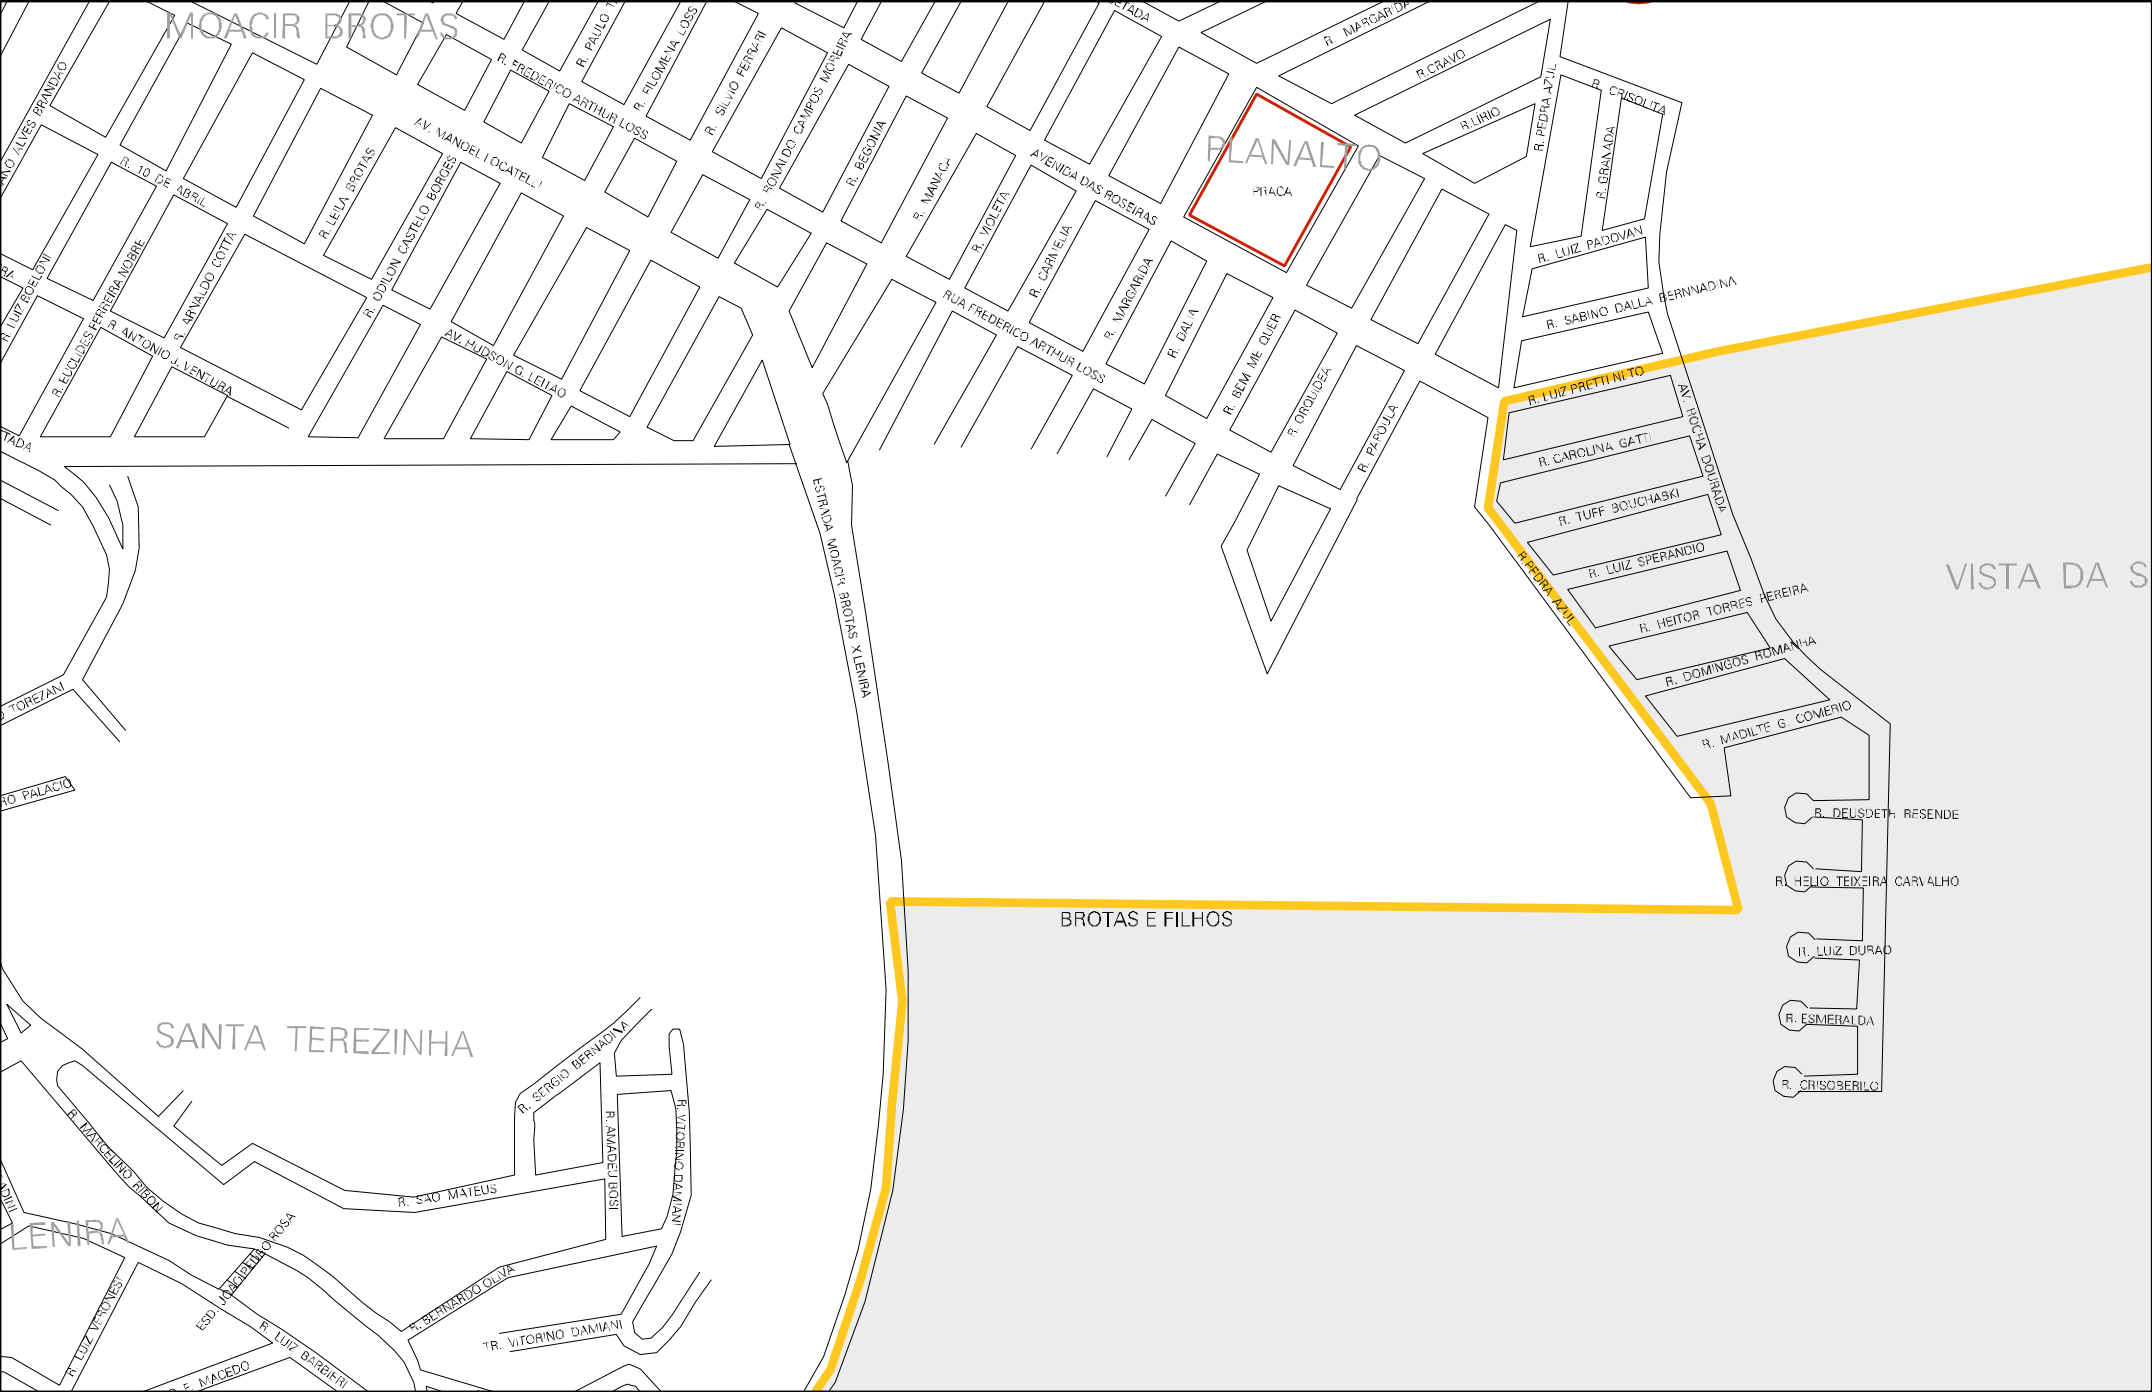 MOACIR BROTAS
R. MARGARIDA
R. FREDERICO ARTHUR LOSS
R. FILOMENA LOSS
R. SILVIO FERRARI
R. RONALDO CAMPOS MOREIRA
R.CRAVO
R. PEDRA AZUL
R. CRISOLITA
R.LIRIO
R. GRANADA
PLANALTO
PRACA
AV. MANOEL LOCATELLI
R. 10 DE ABRIL
R. LEILA BROTAS
R. ODILON CASTELO BORGES
R. BEGONIA
R. MANACA
AVENIDA DAS ROSEIRAS
R. VIOLETA
R. CARMELIA
R. MARGARIDA
R. LUIZ PADOVAN
R. SABINO DALLA BERNNADINA
R. LUIZ BOELONI
R. EUCLIDES FERREIRA NOBRE
R. ARNALDO COTTA
R. ANTONIO J. VENTURA
AV. HUDSON G. LEITAO
RUA FREDERICO ARTHUR LOSS
R. DALIA
R. BEM ME QUER
R. ORQUIDEA
R. PAPOULA
R. LUIZ PRETTI NETO
AV. ROCHA DOURADA
R. CAROLINA GATTI
R. TUFF BOUCHABKI
R. LUIZ SPERANDIO
R.PEDRA AZUL
R. HEITOR TORRES PEREIRA
R. DOMINGOS ROMANHA
R. MADILTE G. COMERIO
VISTA DA S
ESTRADA MOACIR BROTAS X LENIRA
TOREZANI
PALACIO
R. DEUSDETH RESENDE
R. HELIO TEIXEIRA CARVALHO
R. LUIZ DURAO
R. ESMERALDA
R. CRISOBERILO
BROTAS E FILHOS
SANTA TEREZINHA
R. SERGIO BERNADINA
R. AMADEU BOSI
R. VITORINO DAMIANI
R. MARCELINO RIBON
R. SAO MATEUS
LENIRA
R. BERNARDO OLIVA
TR. VITORINO DAMIANI
R. LUIZ VERONESI
R. LUIZ BARBIERI
E. MACEDO